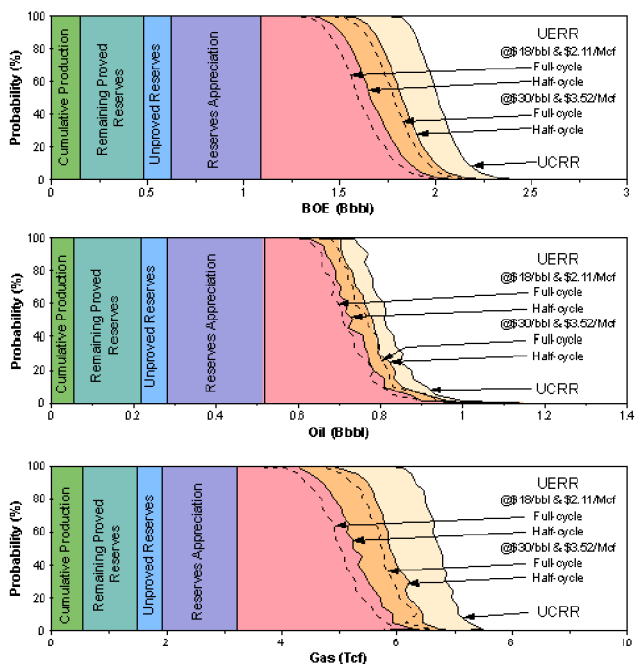 Probability (%)
100
80
60
40
20
0
Cumulative Production
Remaining Proved
Reserves
Unproved Reserves
Reserves Appreciation
UERR
@$18/bbl & $2.11/Mcf
Full-cycle
Half-cycle
@$30/bbl & $3.52/Mcf
Full-cycle
Half-cycle
UCRR
0 0.5 1 1.5 2 2.5 3
BOE (Bbbl)
Probability (%)
100
80
60
40
20
0
Cumulative Production
Remaining Proved
Reserves
Unproved Reserves
Reserves Appreciation
UERR
@$18/bbl & $2.11/Mcf
Full-cycle
Half-cycle
@$30/bbl & $3.52/Mcf
Full-cycle
Half-cycle
UCRR
0 0.2 0.4 0.6 0.8 1 1.2 1.4
Oil (Bbbl)
Probability (%)
100
80
60
40
20
0
Cumulative Production
Remaining Proved
Reserves
Unproved Reserves
Reserves Appreciation
UERR
@$18/bbl & $2.11/Mcf
Full-cycle
Half-cycle
@$30/bbl & $3.52/Mcf
Full-cycle
Half-cycle
UCRR
0 2 4 6 8 10
Gas (Tcf)